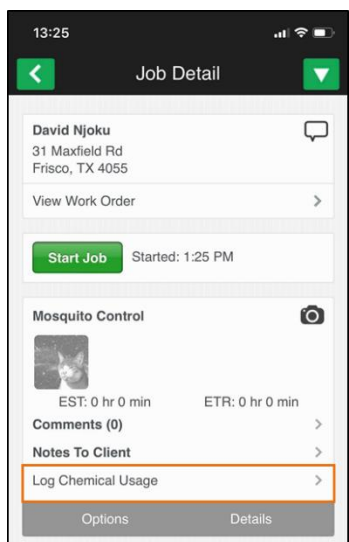 13:25
Job Detail
David Njoku
31 Maxfield Rd
Frisco, TX 4055
View Work Order
Start Job Started: 1:25 PM
Mosquito Control
EST: 0 hr 0 min ETR: 0 hr 0 min
Comments (0)
Notes To Client
Log Chemical Usage
Options Details